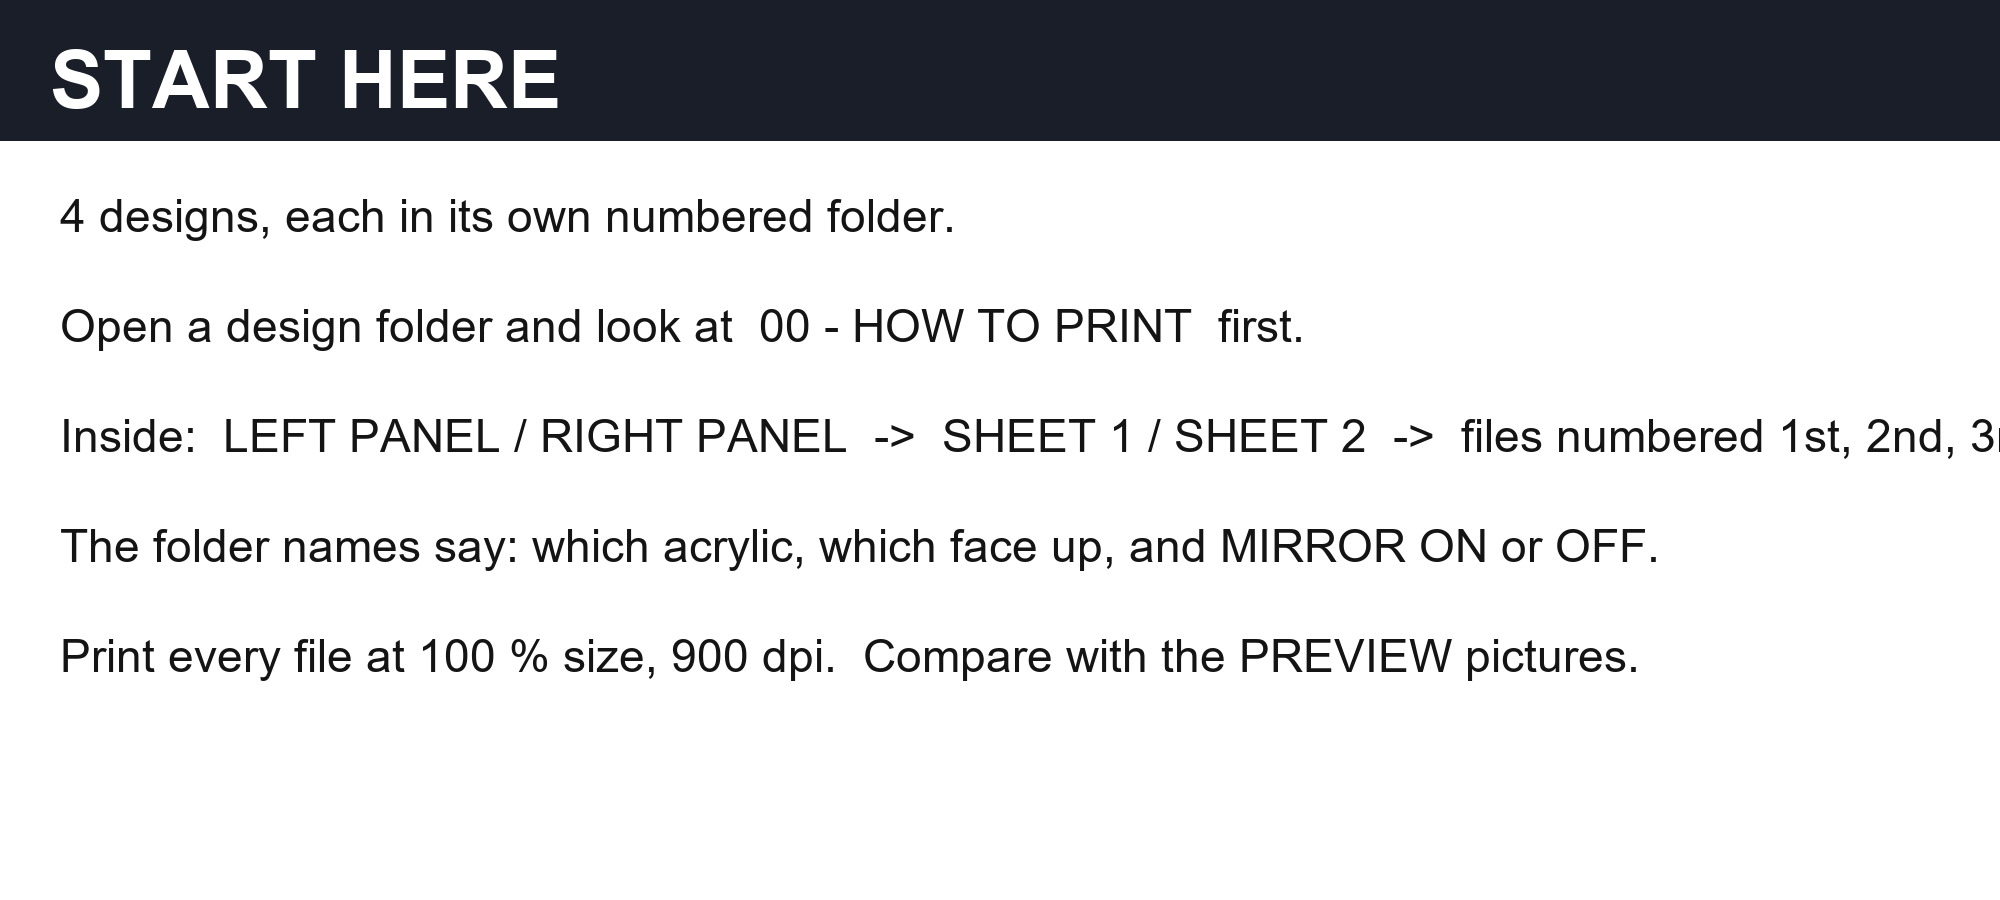 START HERE
4 designs, each in its own numbered folder.
Open a design folder and look at  00 - HOW TO PRINT  first.
Inside:  LEFT PANEL / RIGHT PANEL  ->  SHEET 1 / SHEET 2  ->  files numbered 1st, 2nd,
The folder names say: which acrylic, which face up, and MIRROR ON or OFF.
Print every file at 100 % size, 900 dpi.  Compare with the PREVIEW pictures.